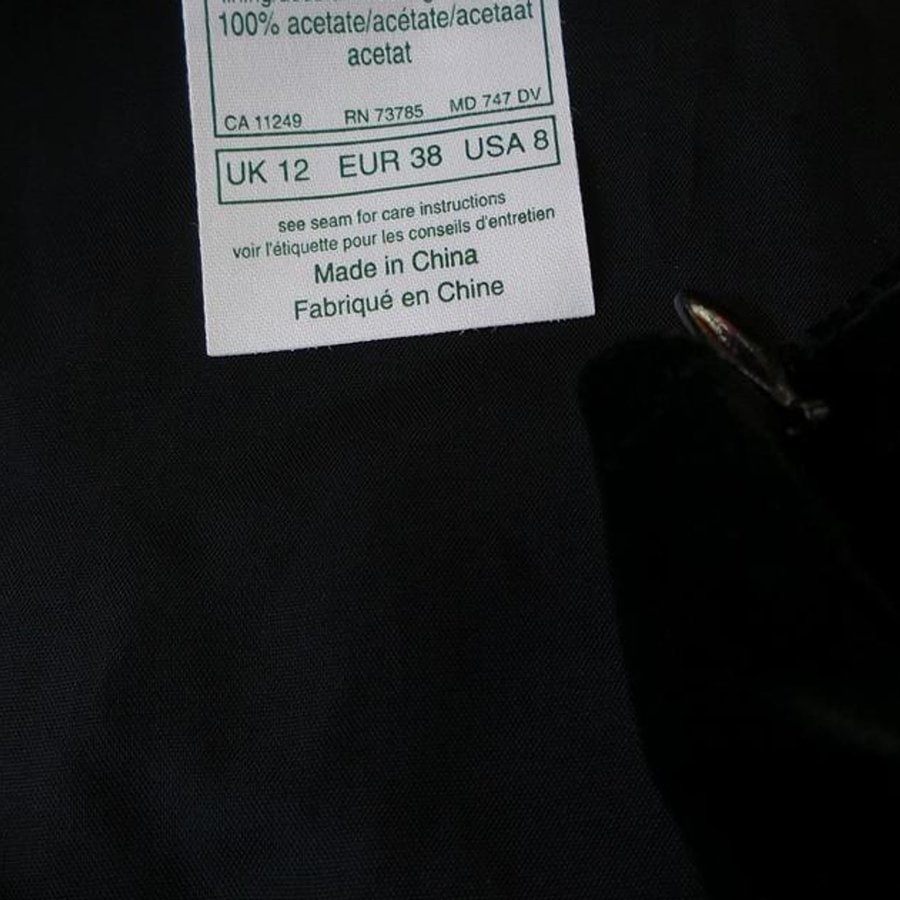 100% acetate/acétate/acetaat
acetat
CA 11249 RN 73785 MD 747 DV
UK 12 EUR 38 USA 8
see seam for care instructions
voir l'étiquette pour les conseils d'entretien
Made in China
Fabriqué en Chine